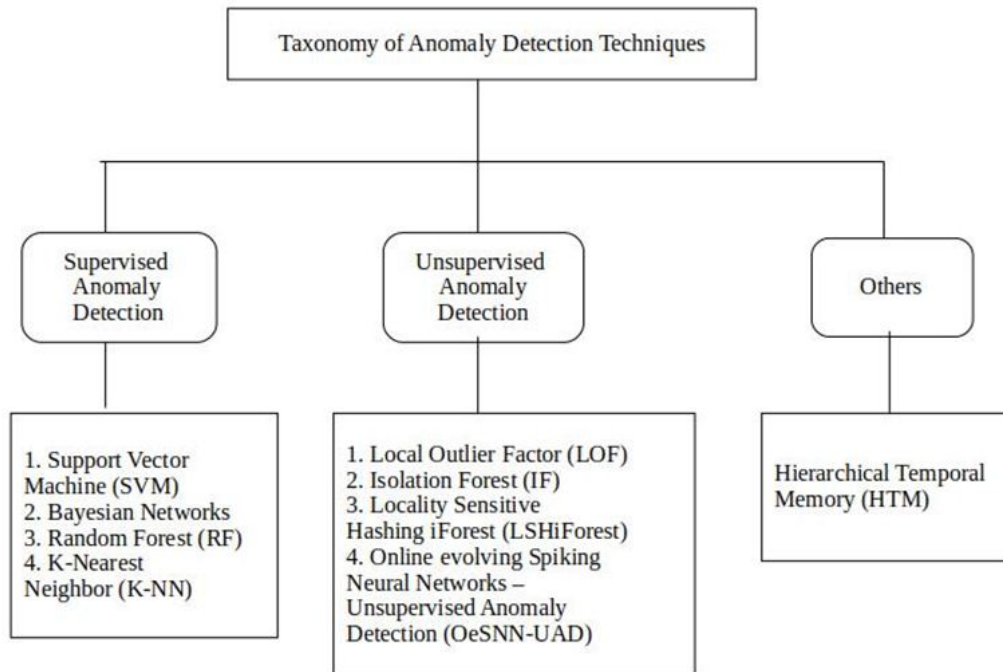 Taxonomy of Anomaly Detection Techniques
Supervised
Anomaly
Detection
Unsupervised
Anomaly
Detection
Others
1. Support Vector
Machine (SVM)
2. Bayesian Networks
3. Random Forest (RF)
4. K-Nearest
Neighbor (K-NN)
1. Local Outlier Factor (LOF)
2. Isolation Forest (IF)
3. Locality Sensitive
Hashing iForest (LSHiForest)
4. Online evolving Spiking
Neural Networks –
Unsupervised Anomaly
Detection (OeSNN-UAD)
Hierarchical Temporal
Memory (HTM)